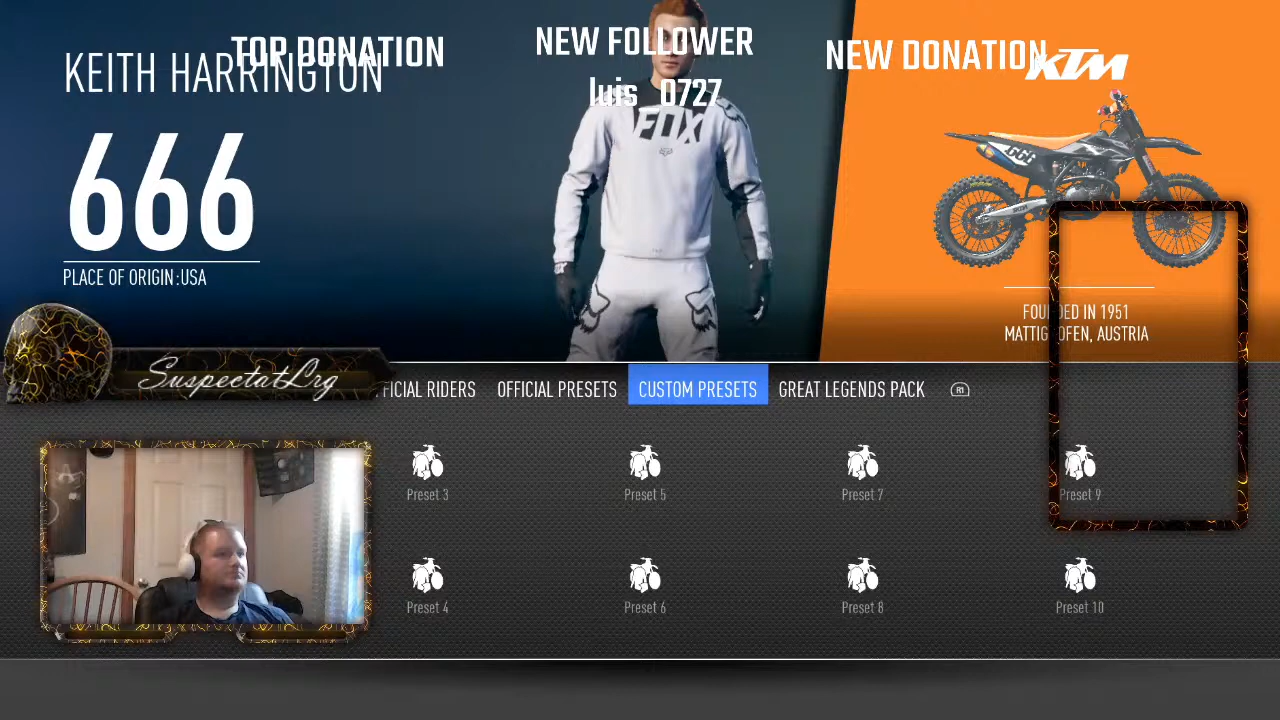 TOP DONATION
NEW FOLLOWER
luis_0727
NEW DONATION
KTM
KEITH HARRINGTON
666
PLACE OF ORIGIN:USA
FOX
666
FOUNDED IN 1951
MATTIGHOFEN, AUSTRIA
SuspectatLrg
FICIAL RIDERS
OFFICIAL PRESETS
CUSTOM PRESETS
GREAT LEGENDS PACK
R1
Preset 3
Preset 5
Preset 7
Preset 9
Preset 4
Preset 6
Preset 8
Preset 10